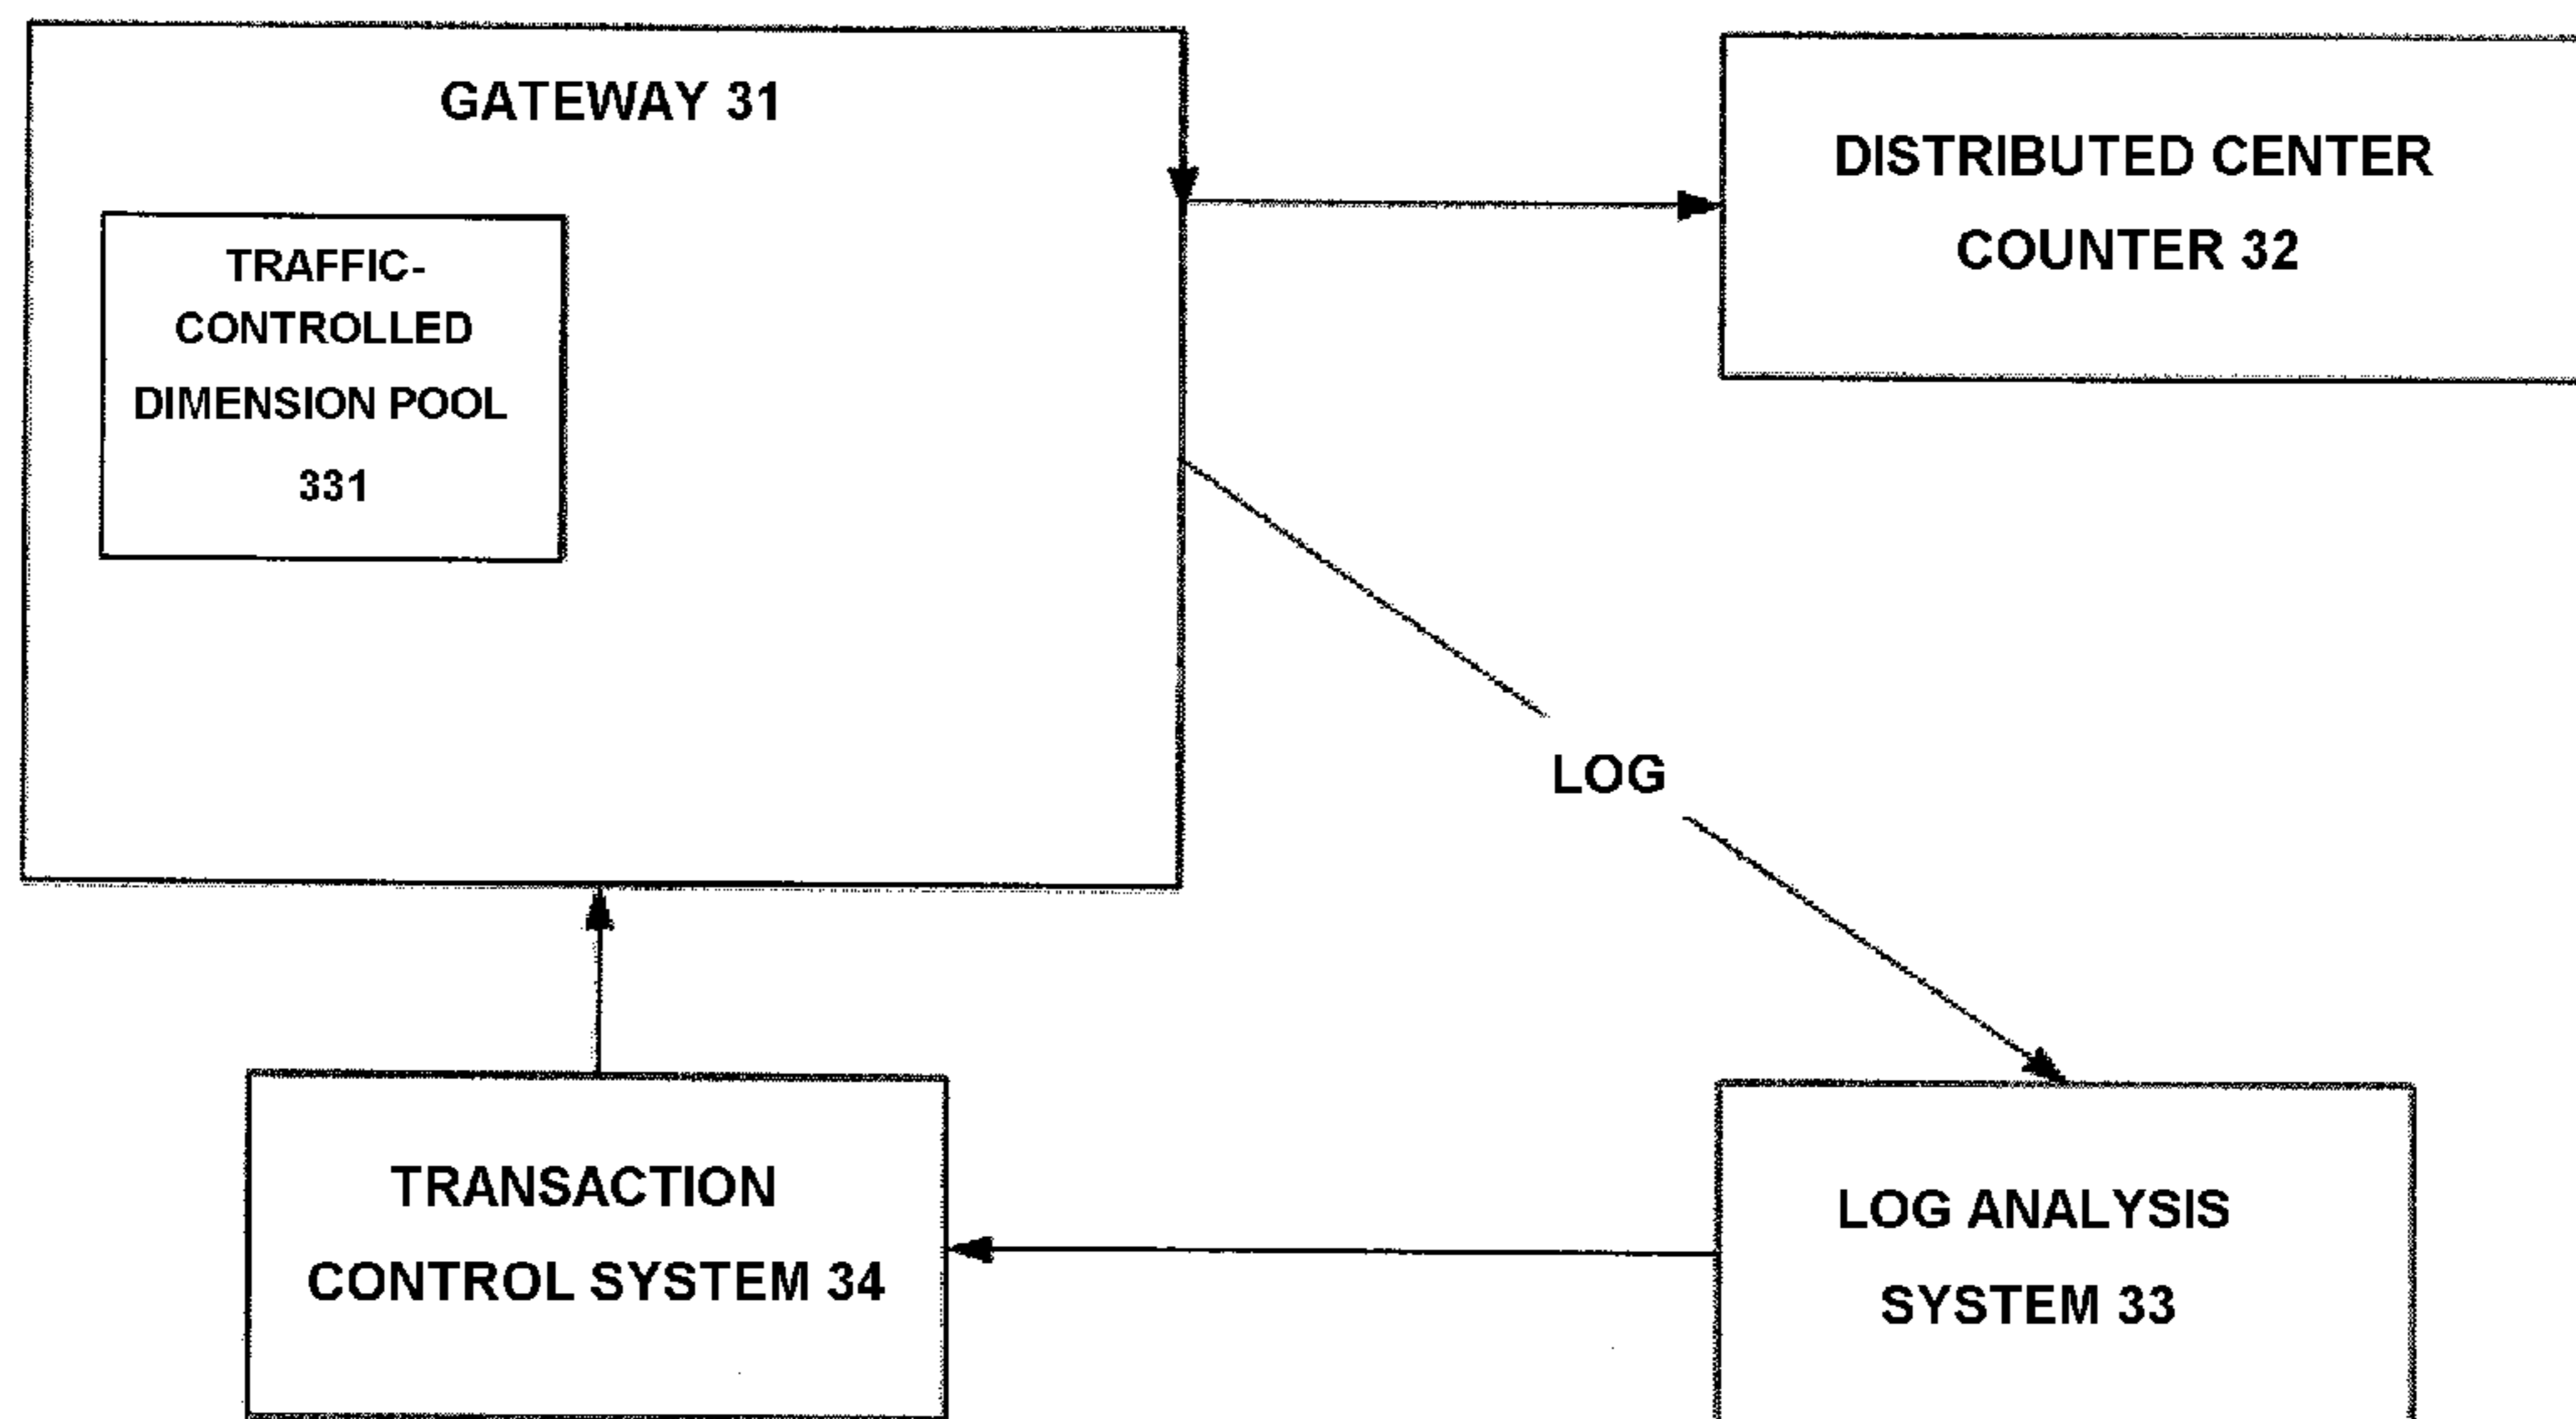 GATEWAY 31
TRAFFIC-
CONTROLLED
DIMENSION POOL
331
DISTRIBUTED CENTER
COUNTER 32
LOG
TRANSACTION
CONTROL SYSTEM 34
LOG ANALYSIS
SYSTEM 33